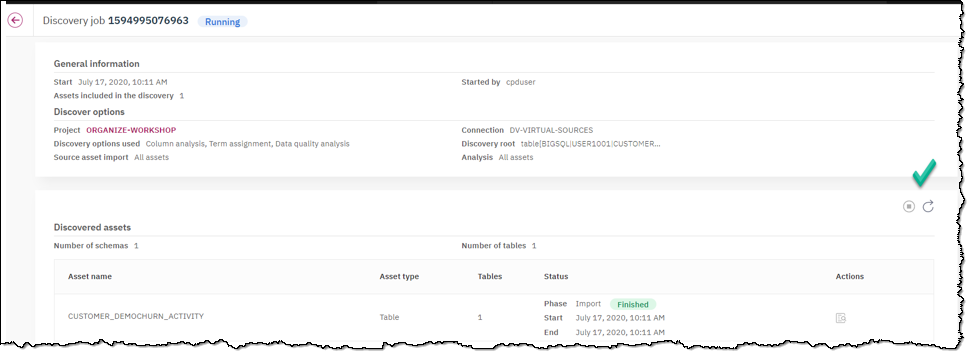 Discovery job 1594995076963 Running
General information
Start July 17, 2020, 10:11 AM Started by cpduser
Assets included in the discovery 1
Discover options
Project ORGANIZE-WORKSHOP Connection DV-VIRTUAL-SOURCES
Discovery options used Column analysis, Term assignment, Data quality analysis Discovery root table[BIGSQL|USER1001|CUSTOMER...
Source asset import All assets Analysis All assets
Discovered assets
Number of schemas 1 Number of tables 1
Asset name Asset type Tables Status Actions
Phase Import Finished
CUSTOMER_DEMOCHURN_ACTIVITY Table 1 Start July 17, 2020, 10:11 AM
End July 17, 2020, 10:11 AM